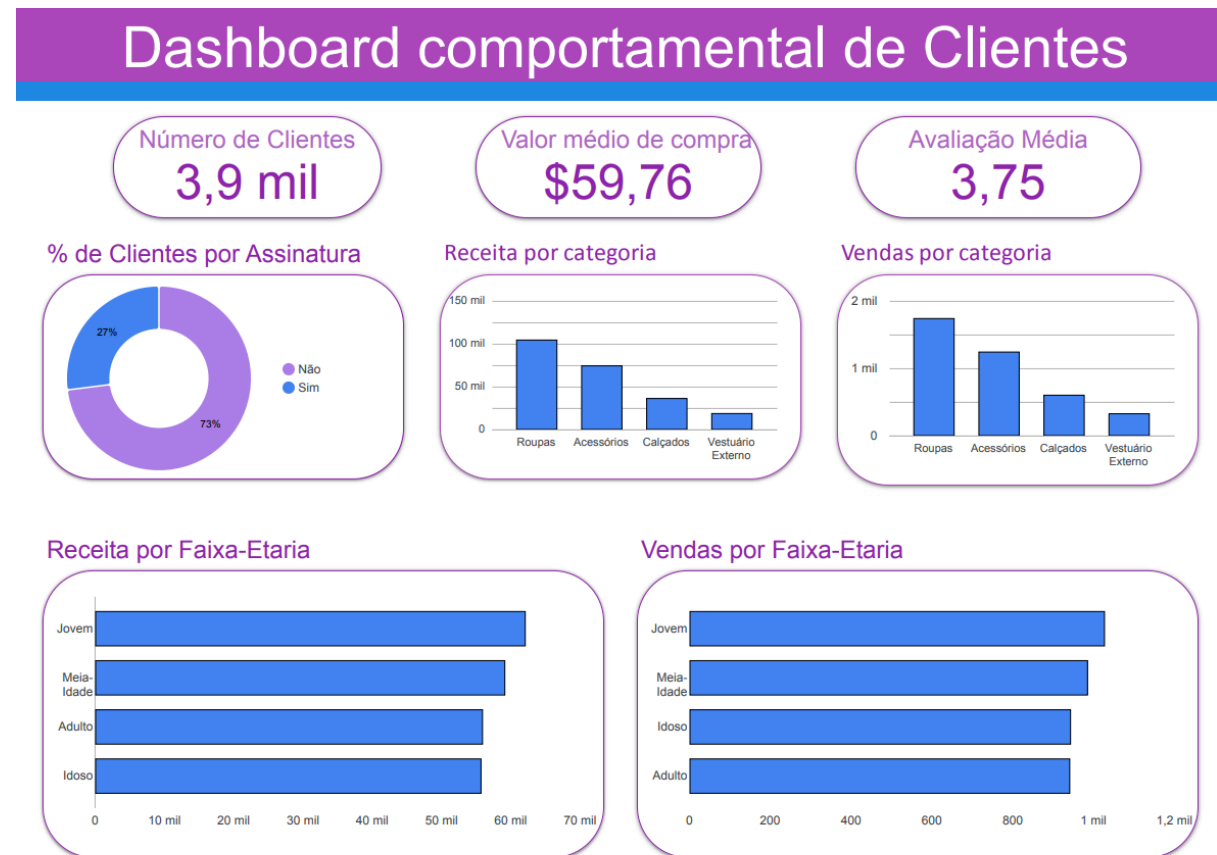 Dashboard comportamental de Clientes
Número de Clientes
3,9 mil
Valor médio de compra
$59,76
Avaliação Média
3,75
% de Clientes por Assinatura
27%
73%
Não
Sim
Receita por categoria
150 mil
100 mil
50 mil
0
Roupas Acessórios Calçados Vestuário
Externo
Vendas por categoria
2 mil
1 mil
0
Roupas Acessórios Calçados Vestuário
Externo
Receita por Faixa-Etaria
Jovem
Meia-
Idade
Adulto
Idoso
0 10 mil 20 mil 30 mil 40 mil 50 mil 60 mil 70 mil
Vendas por Faixa-Etaria
Jovem
Meia-
Idade
Idoso
Adulto
0 200 400 600 800 1 mil 1,2 mil